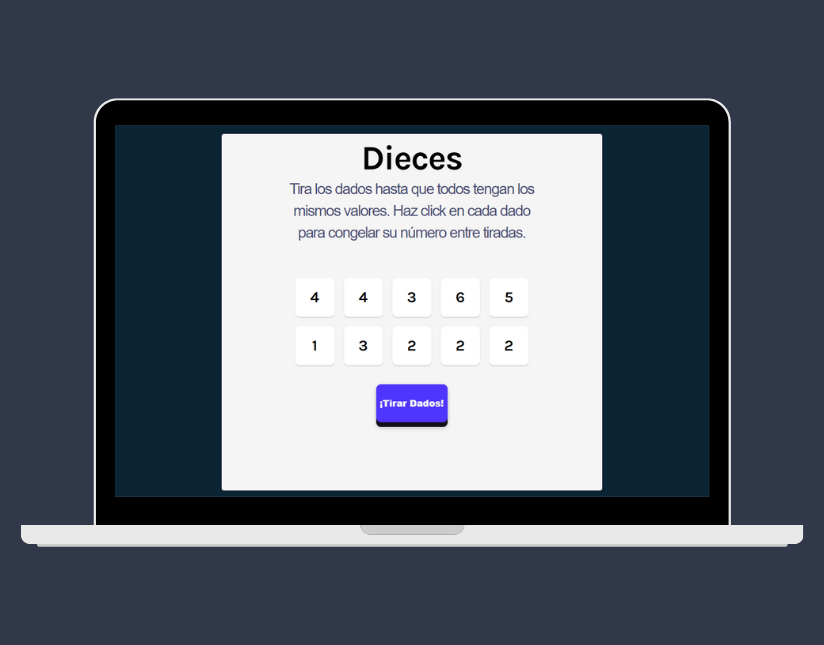 Dieces
Tira los dados hasta que todos tengan los
mismos valores. Haz click en cada dado
para congelar su número entre tiradas.
4 4 3 6 5
1 3 2 2 2
¡Tirar Dados!